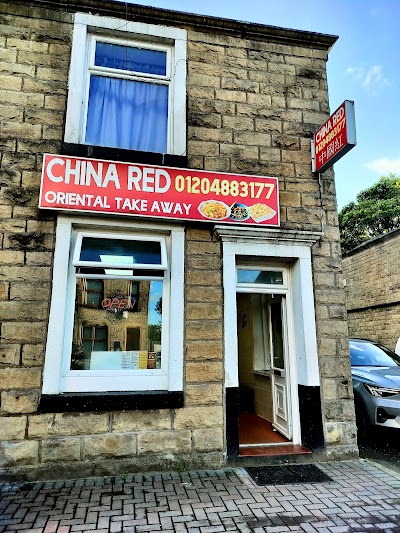 CHINA RED 01204883177
ORIENTAL TAKE AWAY
CHINA RED
OPEN